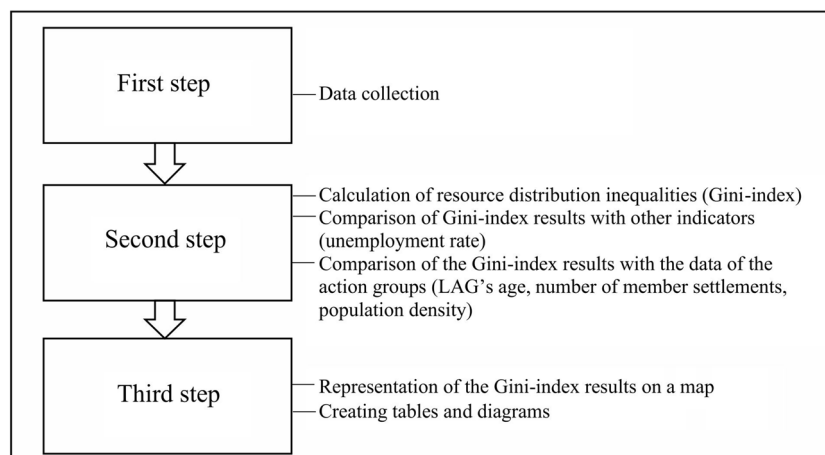 First step
Data collection
Second step
Calculation of resource distribution inequalities (Gini-index)
Comparison of Gini-index results with other indicators
(unemployment rate)
Comparison of the Gini-index results with the data of the
action groups (LAG’s age, number of member settlements,
population density)
Third step
Representation of the Gini-index results on a map
Creating tables and diagrams